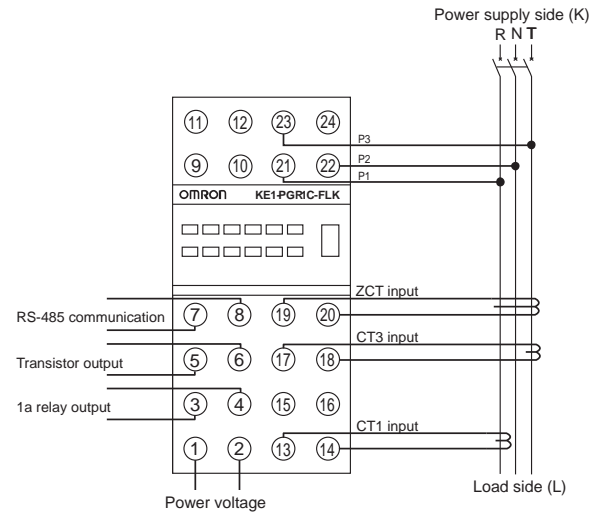 Power supply side (K)
R N T
11 12 23 24
P3
9 10 21 22
P2
P1
OMRON KE1-PGR1C-FLK
ZCT input
7 8 19 20
RS-485 communication
CT3 input
5 6 17 18
Transistor output
3 4 15 16
1a relay output
CT1 input
1 2 13 14
Load side (L)
Power voltage